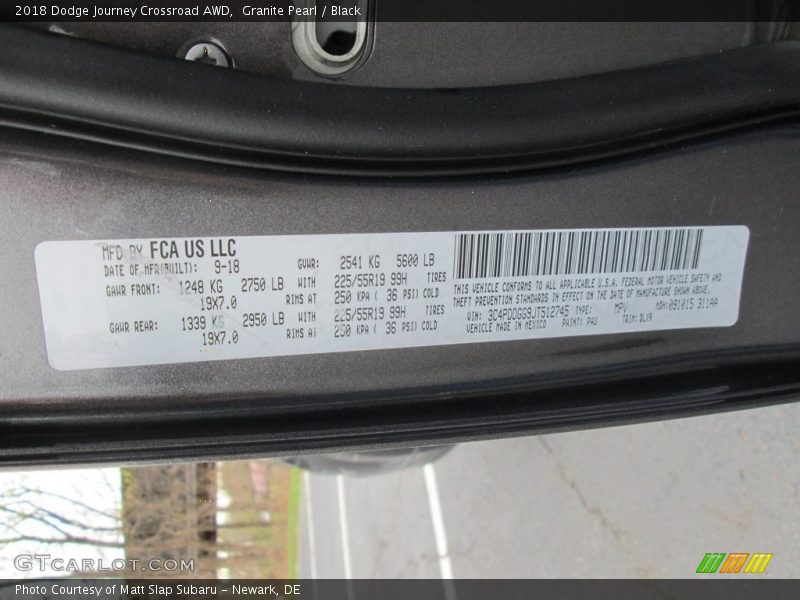 2018 Dodge Journey Crossroad AWD, Granite Pearl / Black
MFD BY FCA US LLC
DATE OF MFR(BUILT): 9-18 GVWR: 2541 KG 5600 LB
GAWR FRONT: 1248 KG 2750 LB WITH 225/55R19 99H TIRES
19X7.0 RIMS AT 250 KPA ( 36 PSI) COLD
GAWR REAR: 1339 KG 2950 LB WITH 225/55R19 99H TIRES
19X7.0 RIMS AT 250 KPA ( 36 PSI) COLD
THIS VEHICLE CONFORMS TO ALL APPLICABLE U.S.A. FEDERAL MOTOR VEHICLE SAFETY AND
THEFT PREVENTION STANDARDS IN EFFECT ON THE DATE OF MANUFACTURE SHOWN ABOVE.
VIN: 3C4PDDGG9JT512745 TYPE: MPV MDH: 091015 311AA
VEHICLE MADE IN MEXICO PAINT: PAU TRIM: DLX9
GTCARLOT.COM
Photo Courtesy of Matt Slap Subaru - Newark, DE